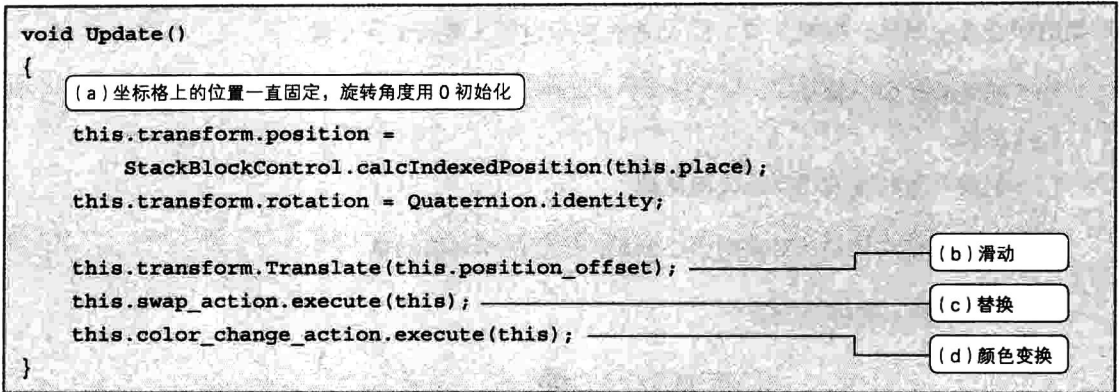 void Update()
{
(a)坐标格上的位置一直固定，旋转角度用0初始化
this.transform.position =
StackBlockControl.calcIndexedPosition(this.place);
this.transform.rotation = Quaternion.identity;
this.transform.Translate(this.position_offset);
(b)滑动
this.swap_action.execute(this);
(c)替换
this.color_change_action.execute(this);
(d)颜色变换
}